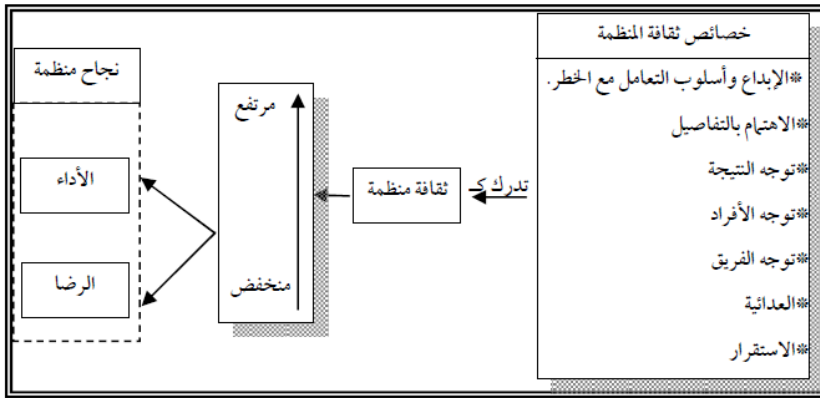 خصائص ثقافة المنظمة
*الإبداع وأسلوب التعامل مع الخطر.
*الاهتمام بالتفاصيل
*توجه النتيجة
*توجه الأفراد
*توجه الفريق
*العدائية
*الاستقرار
تدرك كـ
ثقافة منظمة
مرتفع
منخفض
نجاح منظمة
الأداء
الرضا